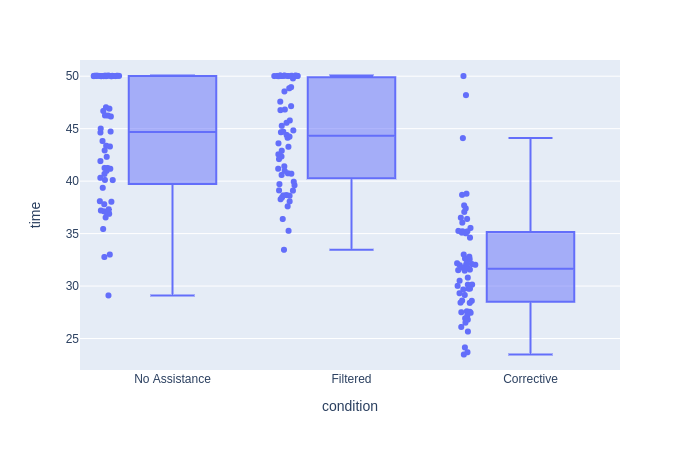 50
45
40
35
30
25
time
No Assistance
Filtered
Corrective
condition